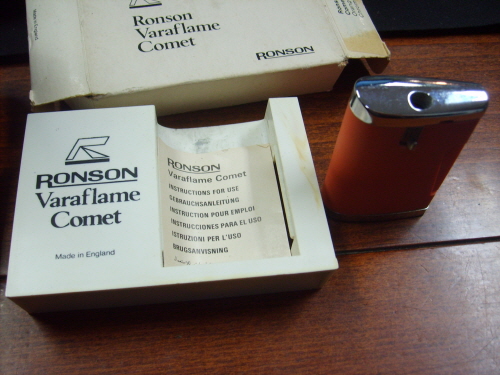 Ronson
Varaflame
Comet
RONSON
RONSON
Varaflame
Comet
Made in England
RONSON
Varaflame Comet
INSTRUCTIONS FOR USE
GEBRAUCHSANLEITUNG
INSTRUCTION POUR EMPLOI
INSTRUCCIONES PARA EL USO
ISTRUZIONI PER L'USO
BRUGSANVISNING